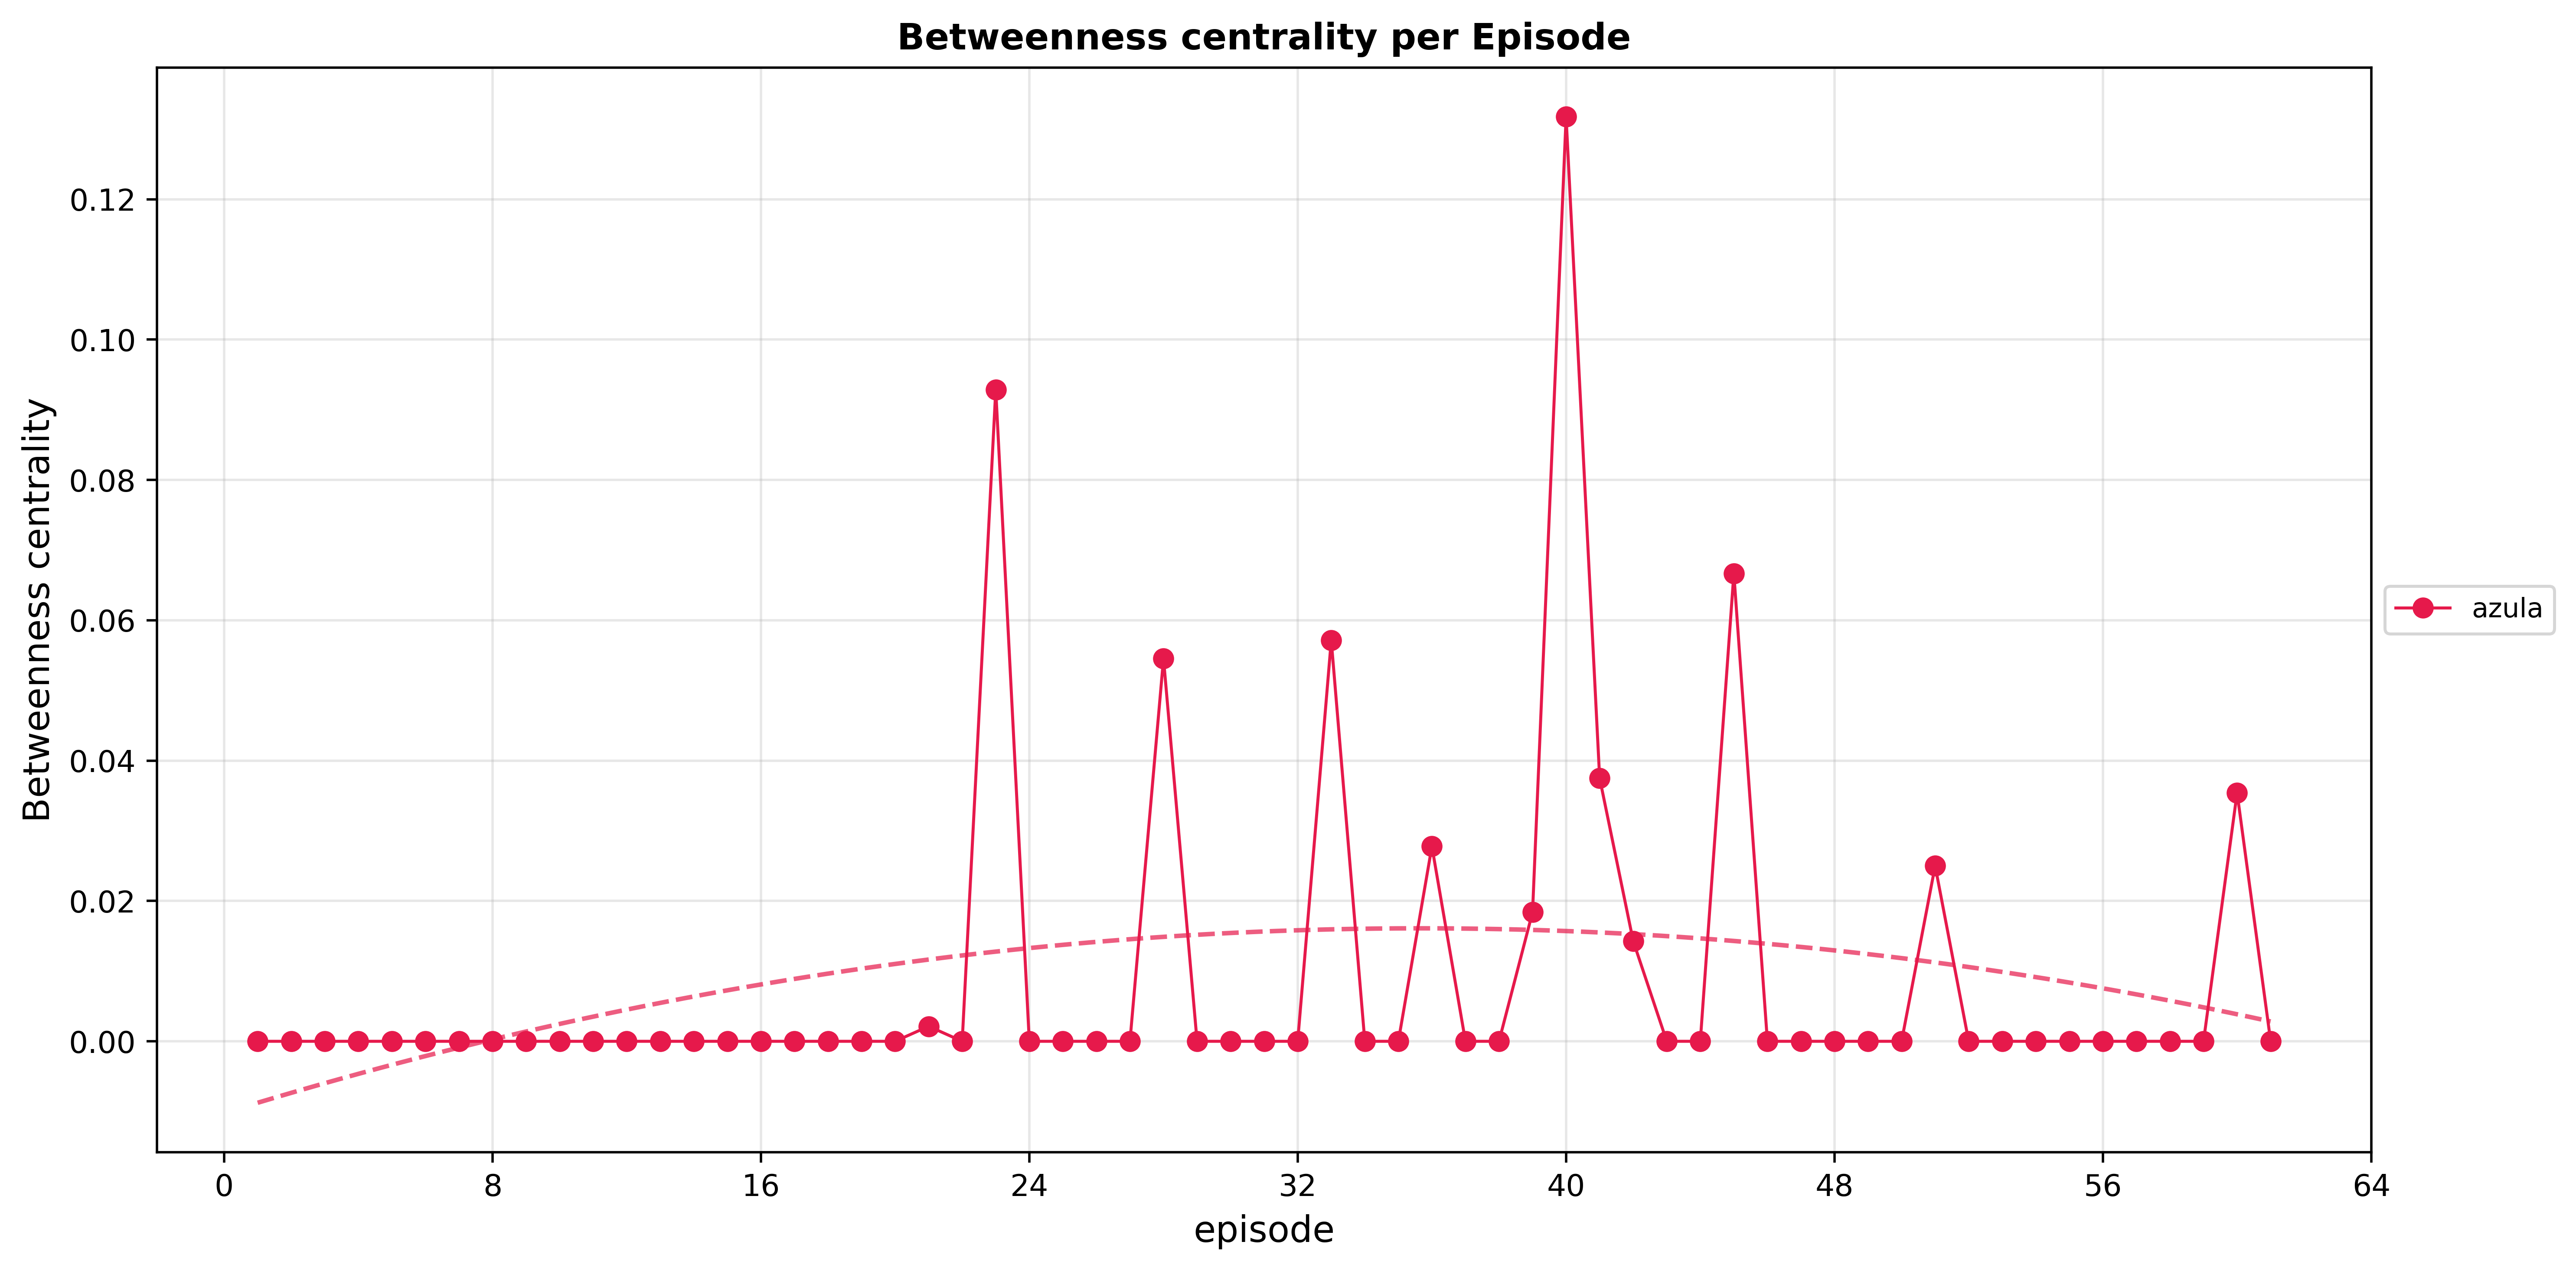 Betweenness centrality per Episode
Betweenness centrality
0.12
0.10
0.08
0.06
0.04
0.02
0.00
0 8 16 24 32 40 48 56 64
episode
azula